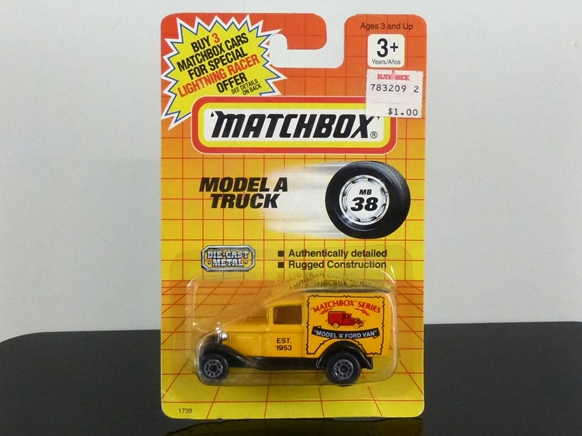 BUY 3
MATCHBOX CARS
FOR SPECIAL
LIGHTNING RACER
OFFER
SEE DETAILS
ON BACK
Ages 3 and Up
3+
Years/Años
KAY·BEE
783209 2
$1.00
"MATCHBOX"®
MODEL A
TRUCK
MB
38
DIE-CAST
METAL
■ Authentically detailed
■ Rugged Construction
"MATCHBOX" SERIES
"MODEL A FORD VAN"
EST.
1953
1738